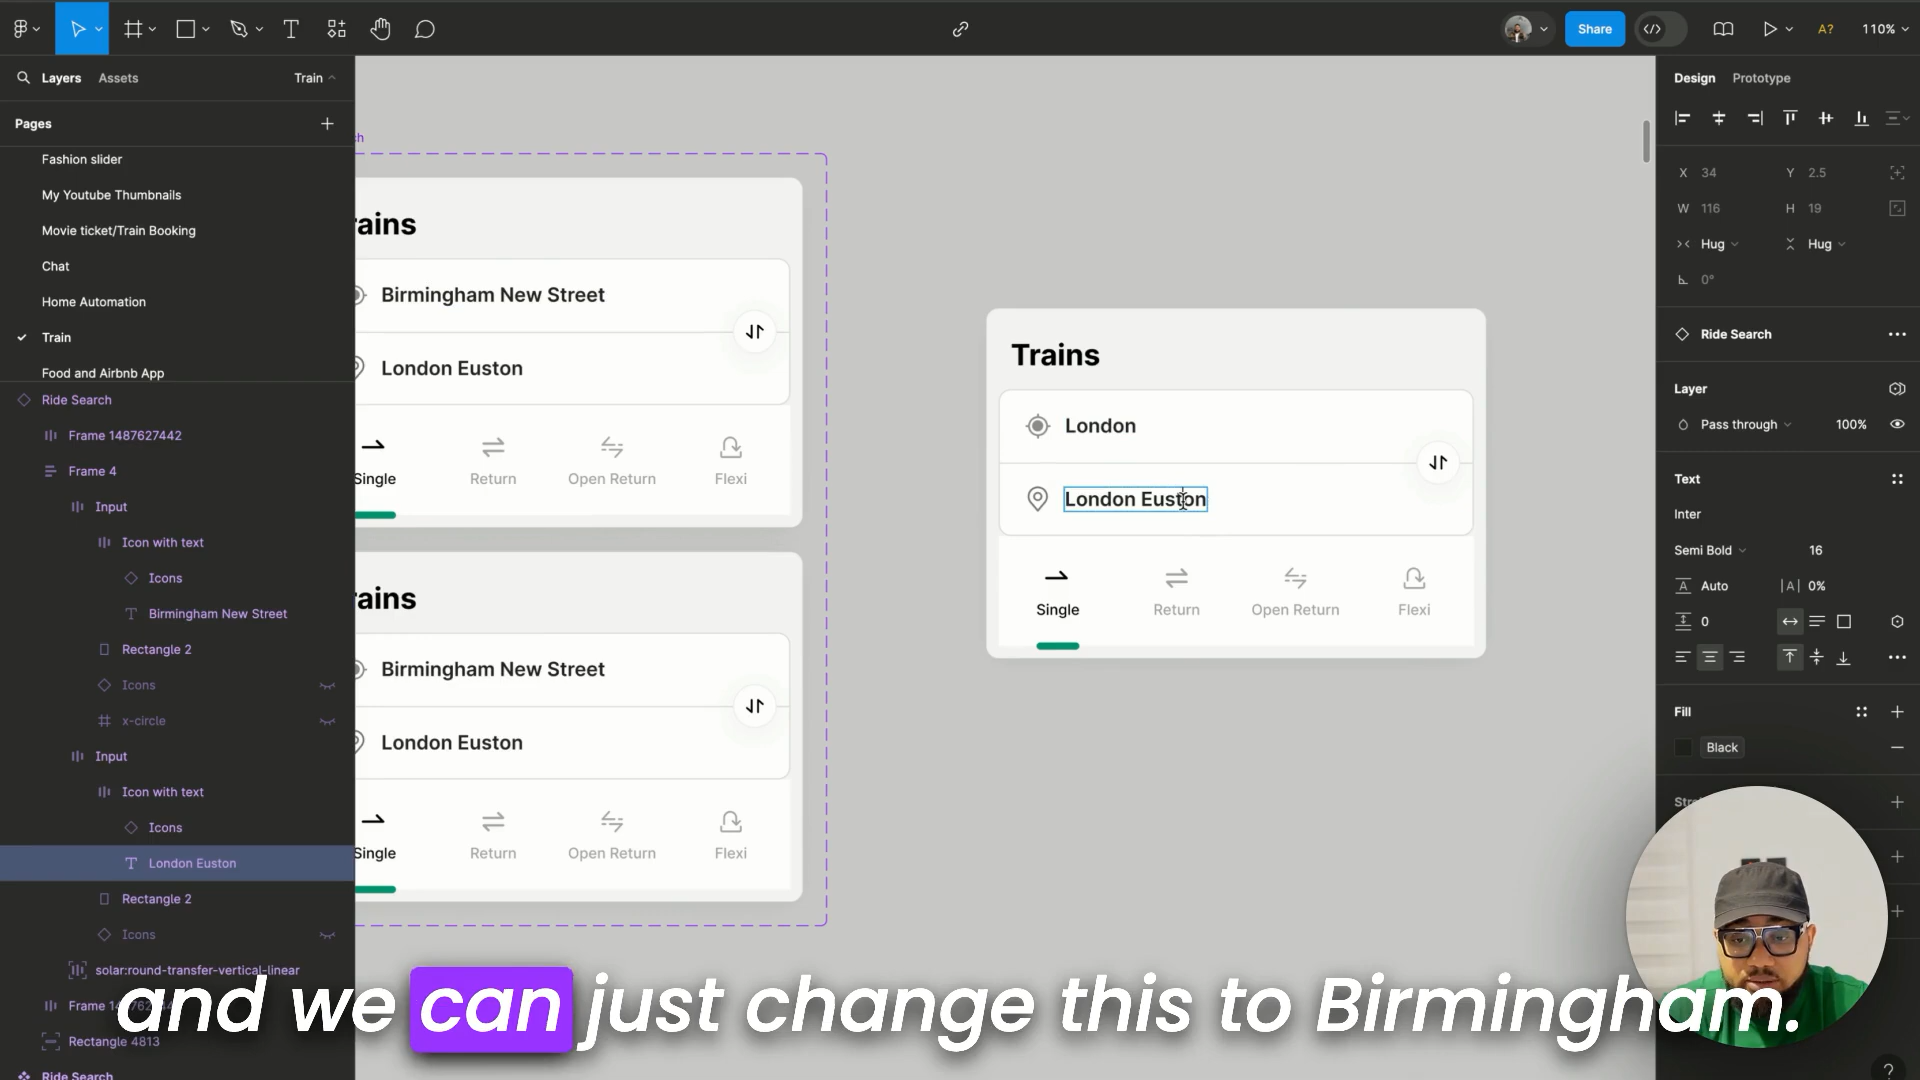 Share
A?
110%
Layers
Assets
Train
Pages
Fashion slider
My Youtube Thumbnails
Movie ticket/Train Booking
Chat
Home Automation
Train
Food and Airbnb App
Ride Search
Frame 1487627442
Frame 4
Input
Icon with text
Icons
Birmingham New Street
Rectangle 2
Icons
x-circle
Input
Icon with text
Icons
London Euston
Rectangle 2
Icons
solar:round-transfer-vertical-linear
Rectangle 4813
Ride Search
rains
Birmingham New Street
London Euston
Single
Return
Open Return
Flexi
rains
Birmingham New Street
London Euston
Single
Return
Open Return
Flexi
Trains
London
London Euston
Single
Return
Open Return
Flexi
Design
Prototype
X 34
Y 2.5
W 116
H 19
Hug
Hug
0°
Ride Search
Layer
Pass through
100%
Text
Inter
Semi Bold
16
Auto
|A| 0%
0
Fill
Black
and we can just change this to Birmingham.
?